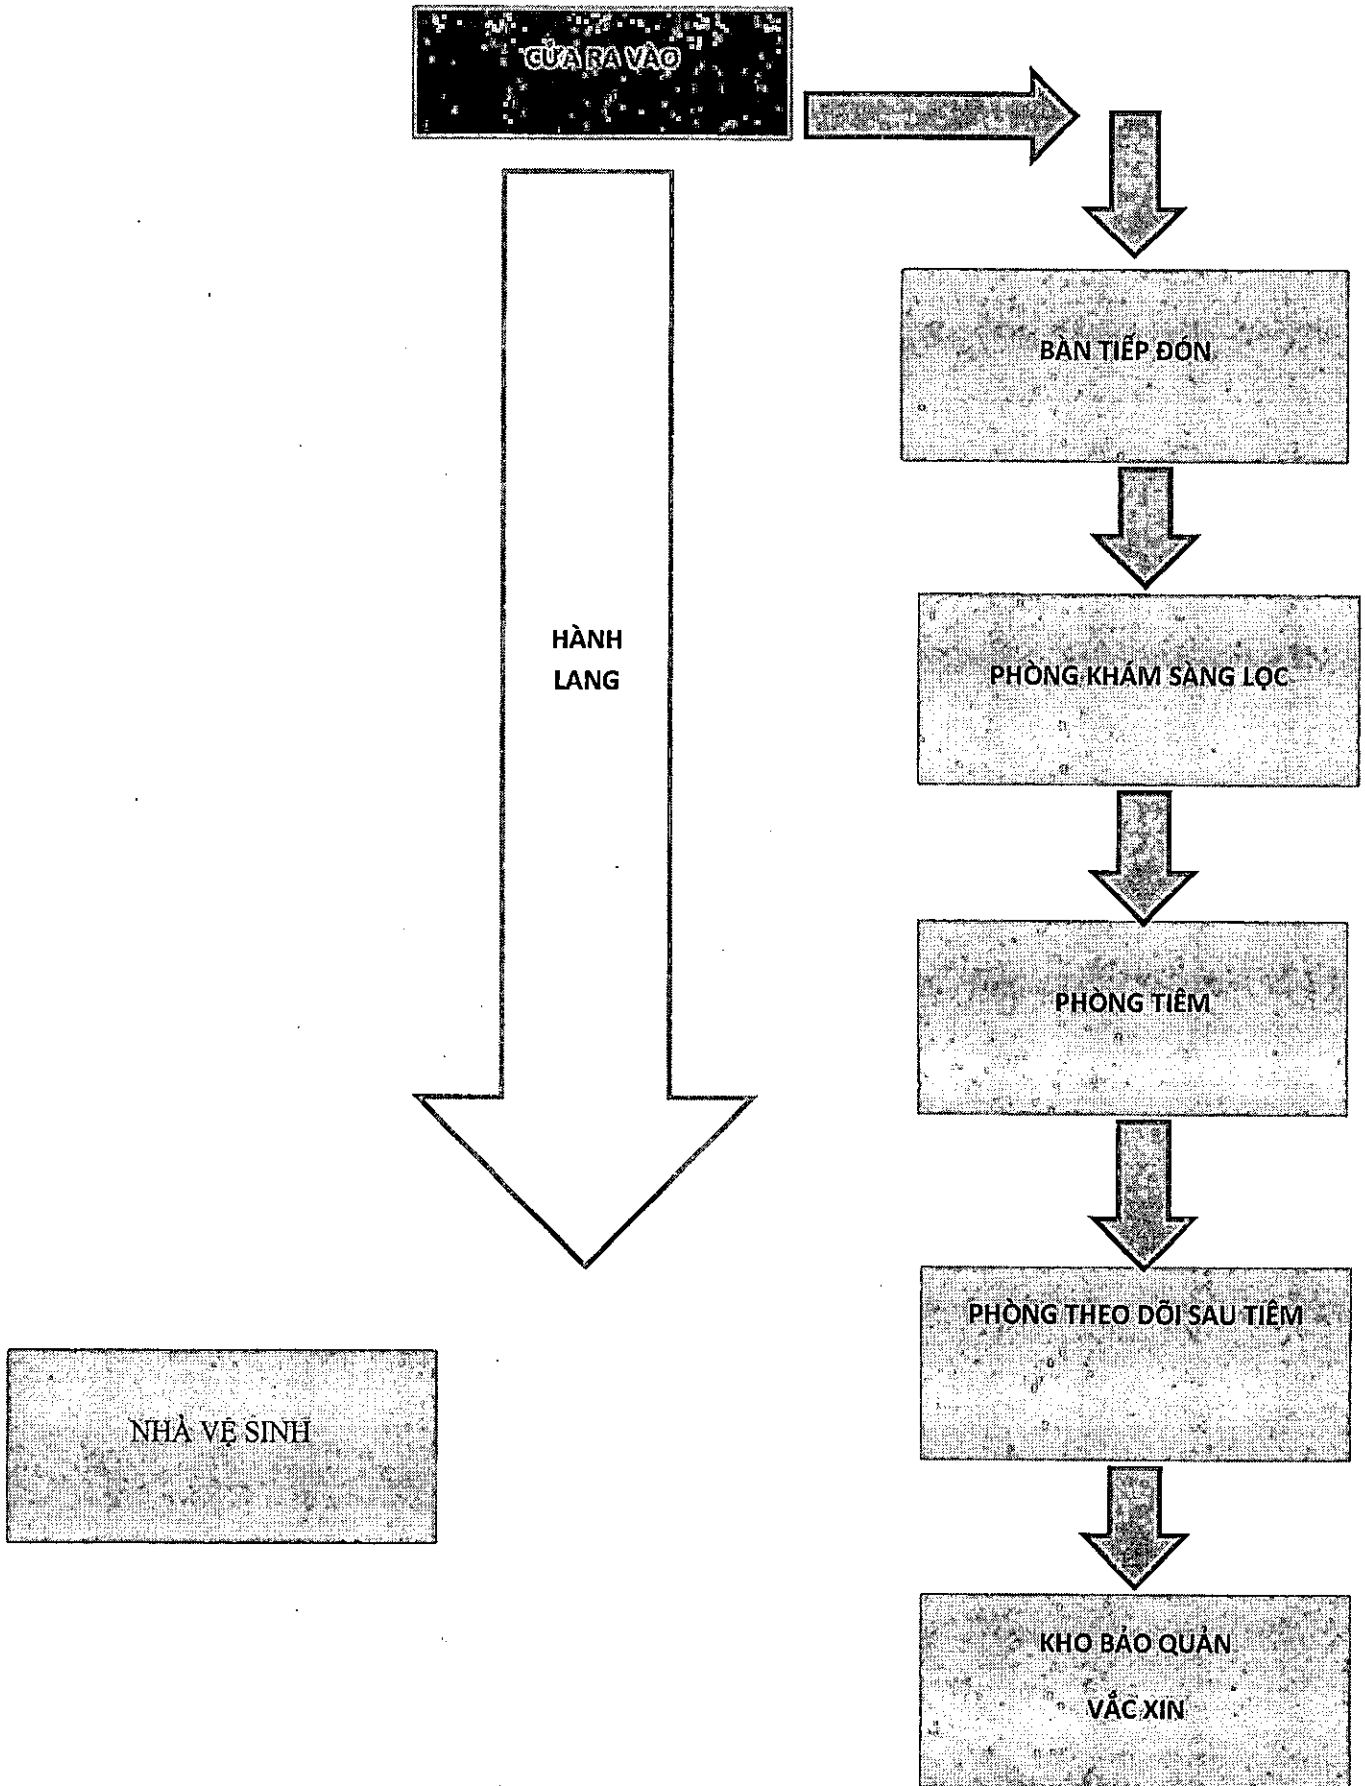 CỬA RA VÀO
BÀN TIẾP ĐÓN
HÀNH
LANG
PHÒNG KHÁM SÀNG LỌC
PHÒNG TIÊM
PHÒNG THEO DÕI SAU TIÊM
NHÀ VỆ SINH
KHO BẢO QUẢN
VẮC XIN